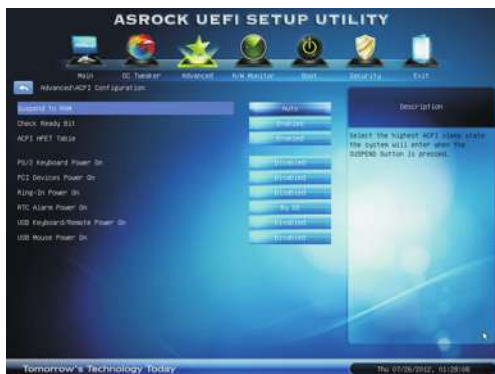 ASROCK UEFI SETUP UTILITY
Main OC Tweaker Advanced H/W Monitor Boot Security Exit
Advanced\ACPI Configuration
Suspend to RAM Auto
Check Ready Bit Enabled
ACPI HPET Table Enabled
PS/2 Keyboard Power On Disabled
PCI Devices Power On Disabled
Ring-In Power On Disabled
RTC Alarm Power On By OS
USB Keyboard/Remote Power On Disabled
USB Mouse Power On Disabled
Description
Select the highest ACPI sleep state
the system will enter when the
SUSPEND button is pressed.
Tomorrow's Technology Today
Thu 07/26/2012, 01:28:08